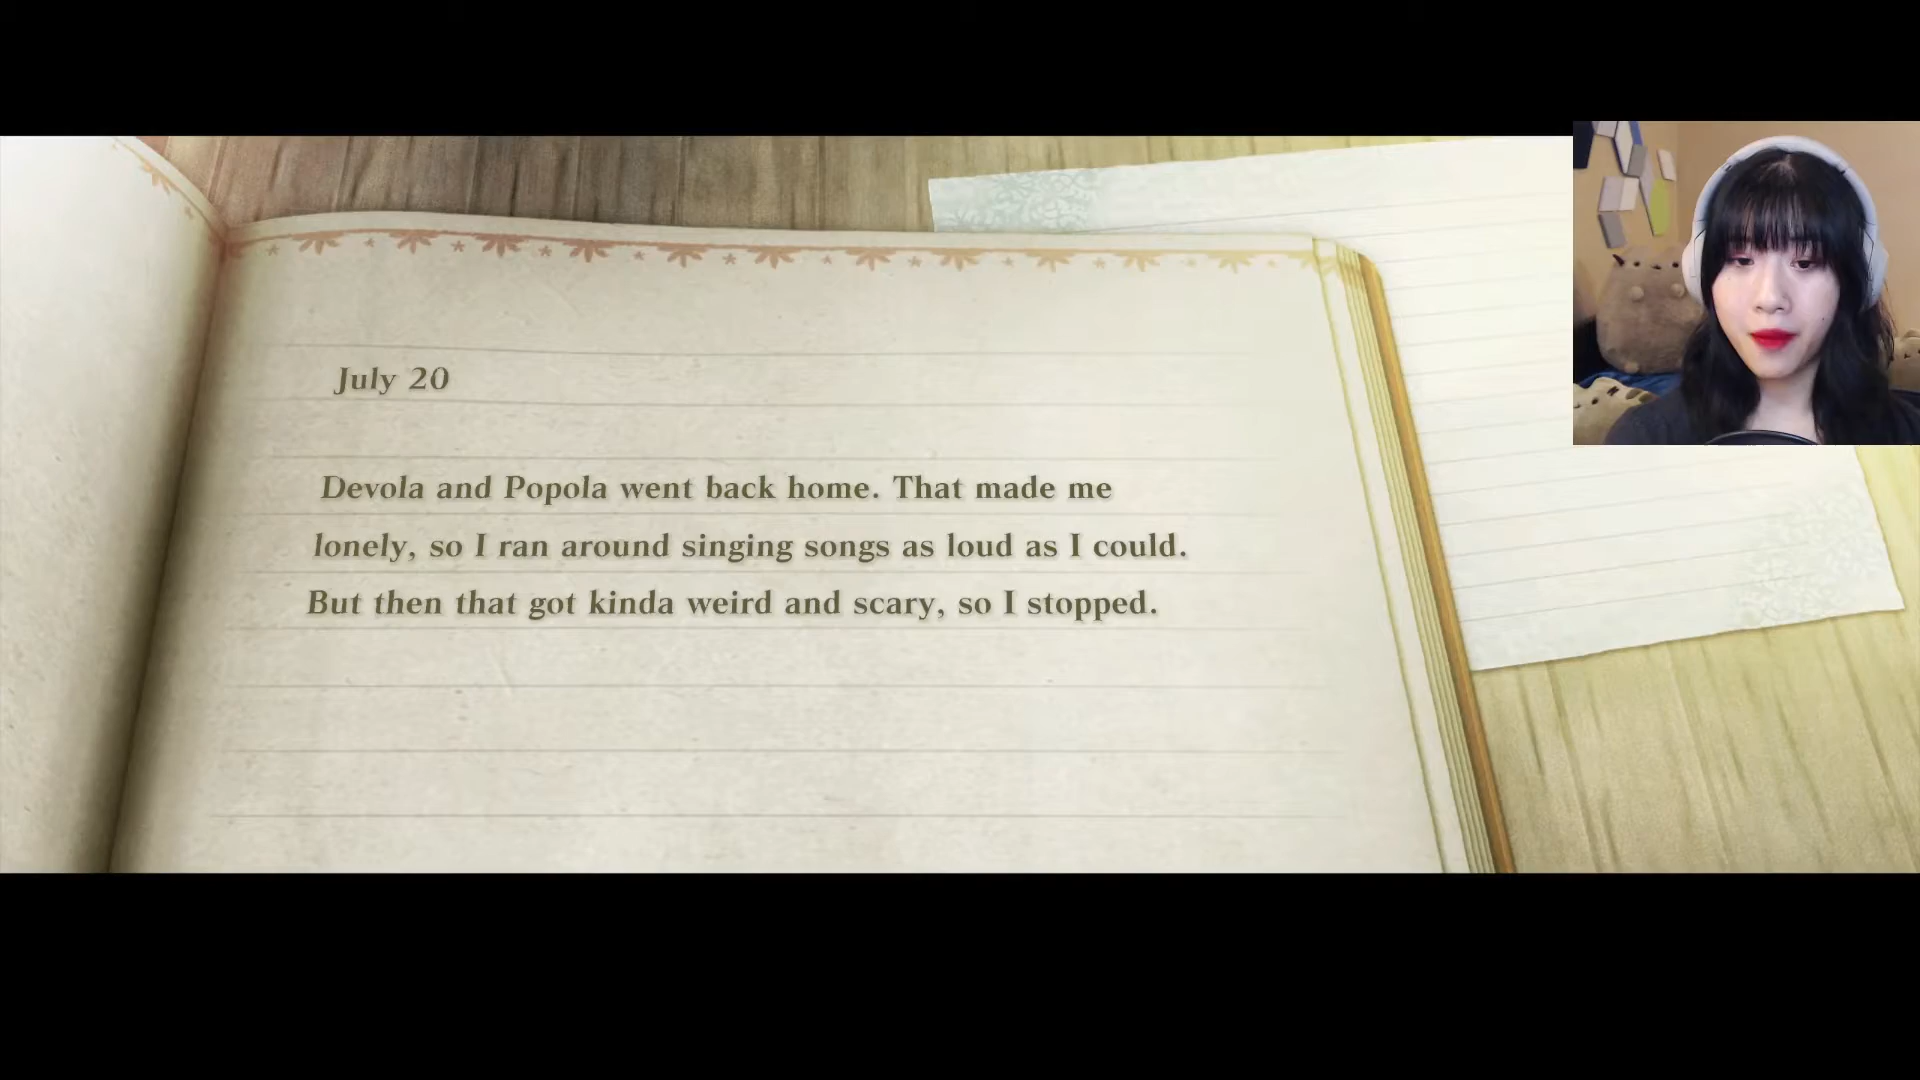 July 20
Devola and Popola went back home. That made me
lonely, so I ran around singing songs as loud as I could.
But then that got kinda weird and scary, so I stopped.